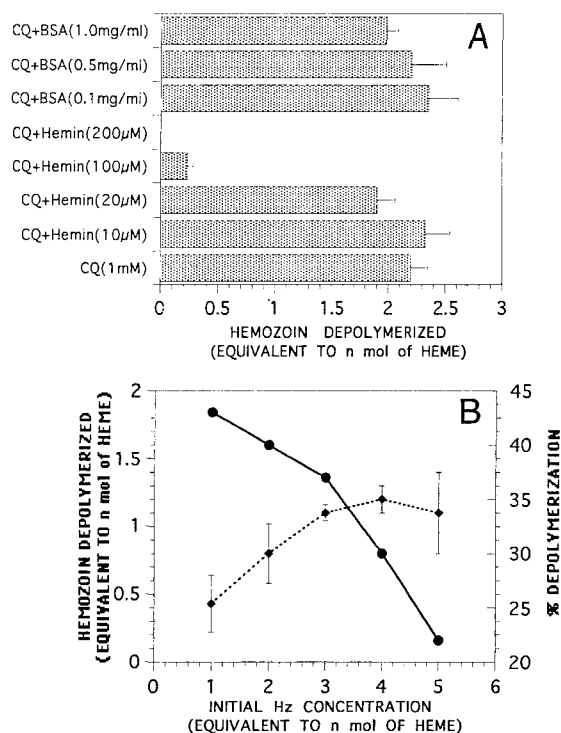 A
CQ+BSA(1.0mg/ml)
CQ+BSA(0.5mg/ml)
CQ+BSA(0.1mg/ml)
CQ+Hemin(200µM)
CQ+Hemin(100µM)
CQ+Hemin(20µM)
CQ+Hemin(10µM)
CQ(1mM)
0 0.5 1 1.5 2 2.5 3
HEMOZOIN DEPOLYMERIZED
(EQUIVALENT TO n mol of HEME)
B
HEMOZOIN DEPOLYMERIZED
(EQUIVALENT TO n mol of HEME)
2
1.5
1
0.5
0
45
40
35
30
25
20
% DEPOLYMERIZATION
0 1 2 3 4 5 6
INITIAL Hz CONCENTRATION
(EQUIVALENT TO n mol of HEME)